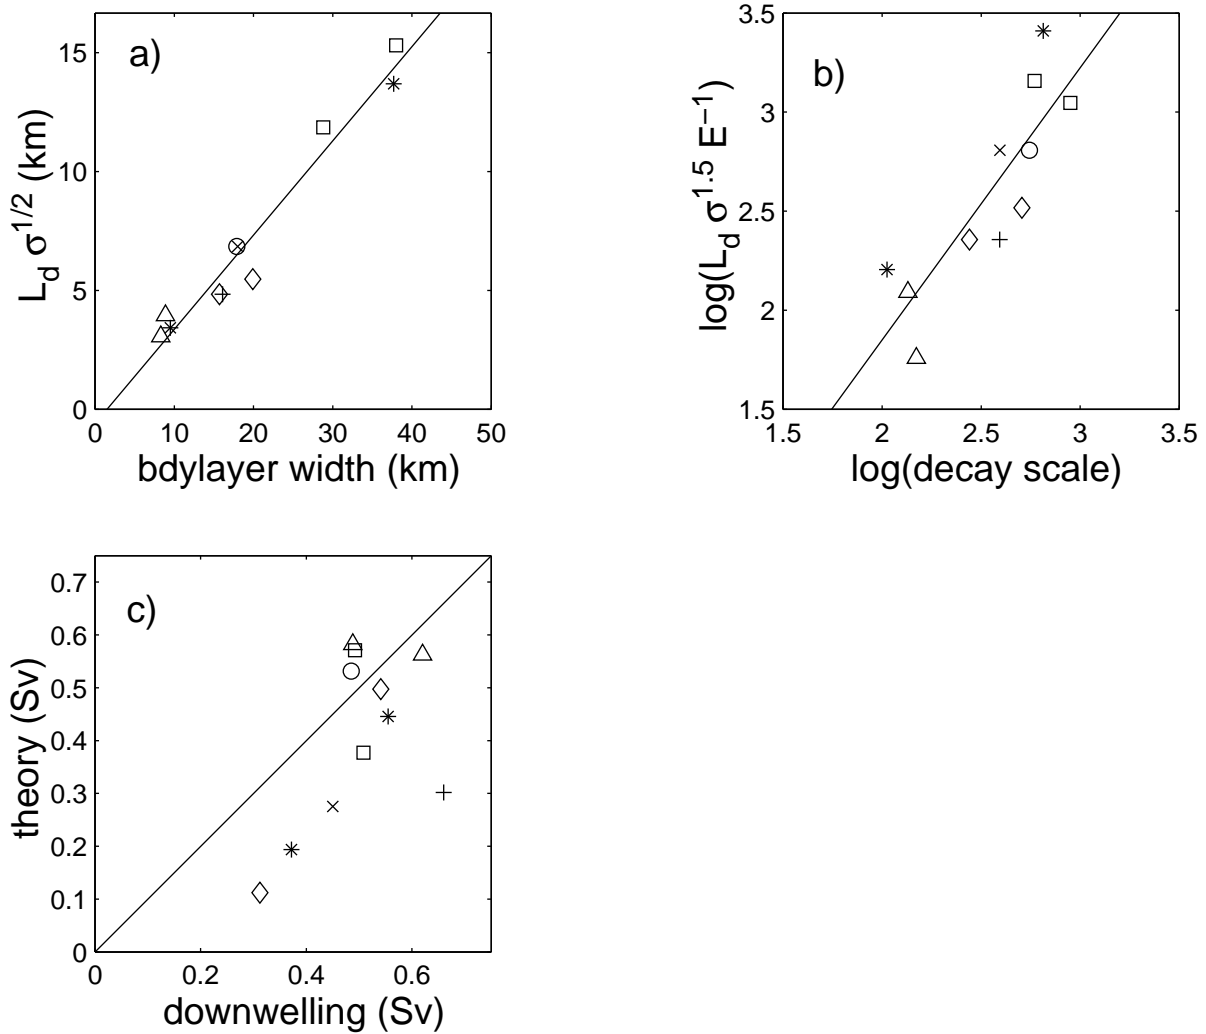 a)
15
10
5
0
0 10 20 30 40 50
bdylayer width (km)
L_d σ^{1/2} (km)
b)
3.5
3
2.5
2
1.5
1.5 2 2.5 3 3.5
log(decay scale)
log(L_d σ^{1.5} E^{−1})
c)
0.7
0.6
0.5
0.4
0.3
0.2
0.1
0
0 0.2 0.4 0.6
downwelling (Sv)
theory (Sv)